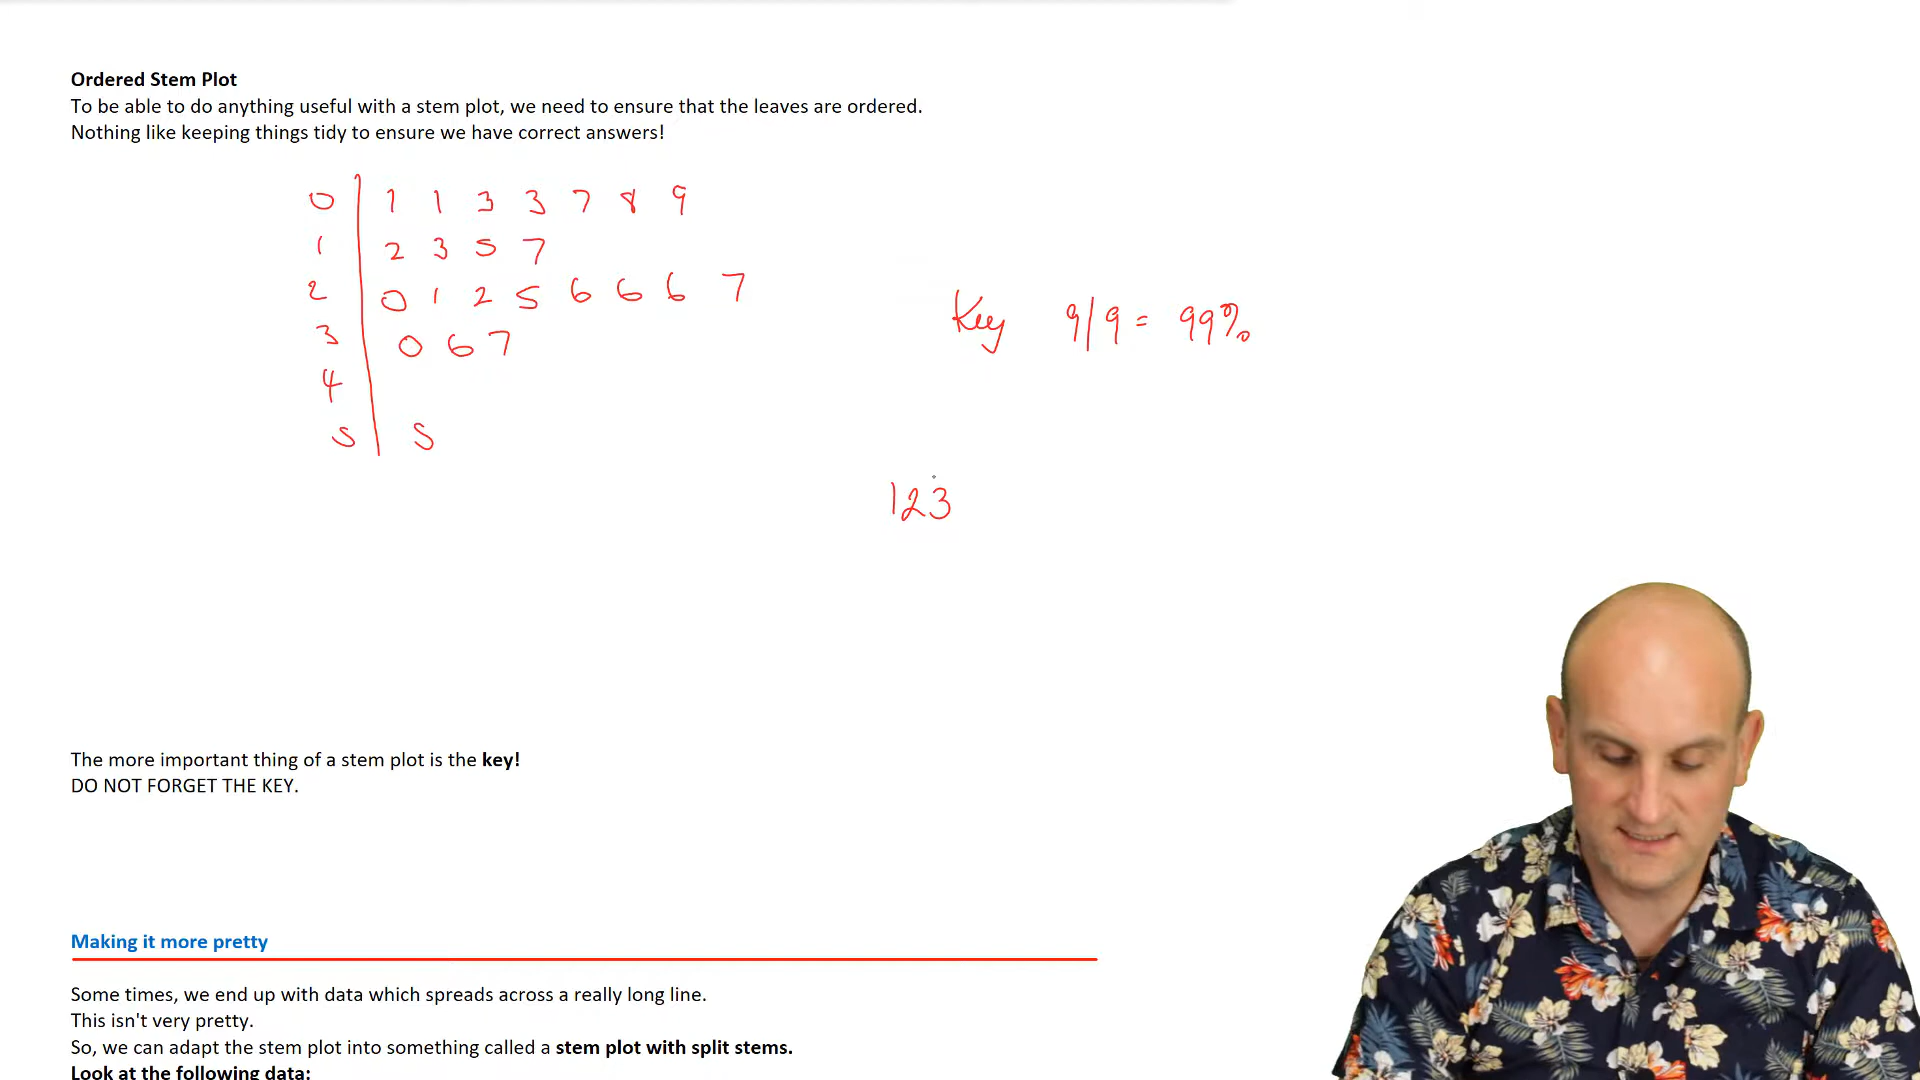 Ordered Stem Plot
To be able to do anything useful with a stem plot, we need to ensure that the leaves are ordered.
Nothing like keeping things tidy to ensure we have correct answers!
0 | 1 1 3 3 7 8 9
1 | 2 3 5 7
2 | 0 1 2 5 6 6 6 7
3 | 0 6 7
4 |
5 | 5
Key 9/9 = 99%
123
The more important thing of a stem plot is the key!
DO NOT FORGET THE KEY.
Making it more pretty
Some times, we end up with data which spreads across a really long line.
This isn't very pretty.
So, we can adapt the stem plot into something called a stem plot with split stems.
Look at the following data: